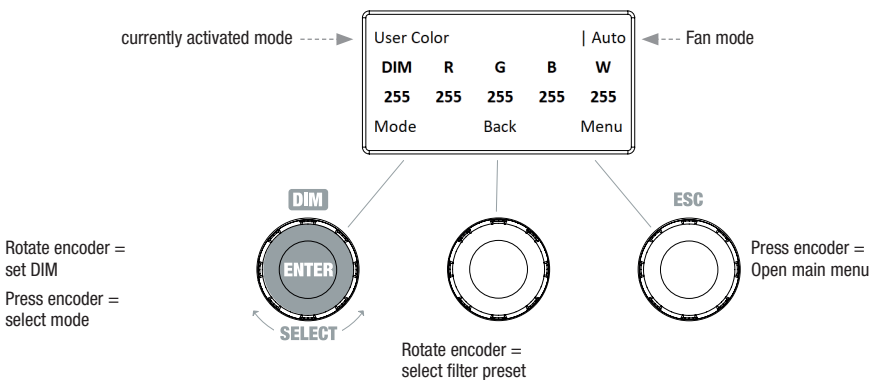 currently activated mode
User Color | Auto
Fan mode
DIM R G B W
255 255 255 255 255
Mode Back Menu
DIM
ESC
Rotate encoder =
set DIM
Press encoder =
select mode
ENTER
SELECT
Press encoder =
Open main menu
Rotate encoder =
select filter preset